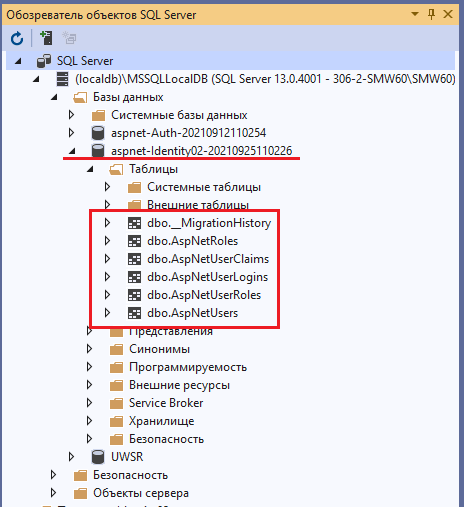 Обозреватель объектов SQL Server
SQL Server
(localdb)\MSSQLLocalDB (SQL Server 13.0.4001 - 306-2-SMW60\SMW60)
Базы данных
Системные базы данных
aspnet-Auth-20210912110254
aspnet-Identity02-20210925110226
Таблицы
Системные таблицы
Внешние таблицы
dbo.__MigrationHistory
dbo.AspNetRoles
dbo.AspNetUserClaims
dbo.AspNetUserLogins
dbo.AspNetUserRoles
dbo.AspNetUsers
Представления
Синонимы
Программируемость
Внешние ресурсы
Service Broker
Хранилище
Безопасность
UWSR
Безопасность
Объекты сервера